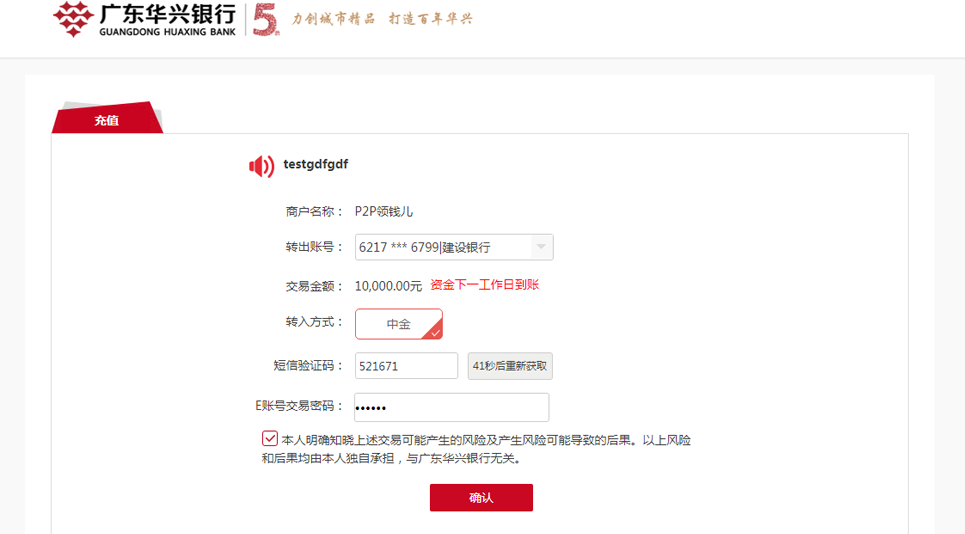 广东华兴银行
GUANGDONG HUAXING BANK
5
力创城市精品 打造百年华兴
充值
testgdfgdf
商户名称： P2P领钱儿
转出账号： 6217 *** 6799|建设银行
交易金额： 10,000.00元 资金下一工作日到账
转入方式： 中金
短信验证码： 521671 41秒后重新获取
E账号交易密码： ••••••
本人明确知晓上述交易可能产生的风险及产生风险可能导致的后果。以上风险
和后果均由本人独自承担，与广东华兴银行无关。
确认